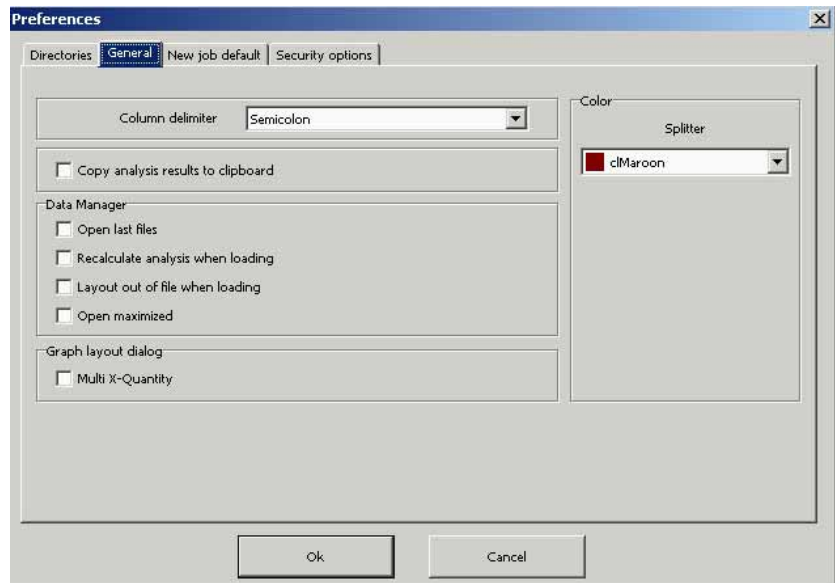 Preferences
Directories General New job default Security options
Column delimiter Semicolon
Copy analysis results to clipboard
Data Manager
Open last files
Recalculate analysis when loading
Layout out of file when loading
Open maximized
Graph layout dialog
Multi X-Quantity
Color
Splitter
clMaroon
Ok Cancel